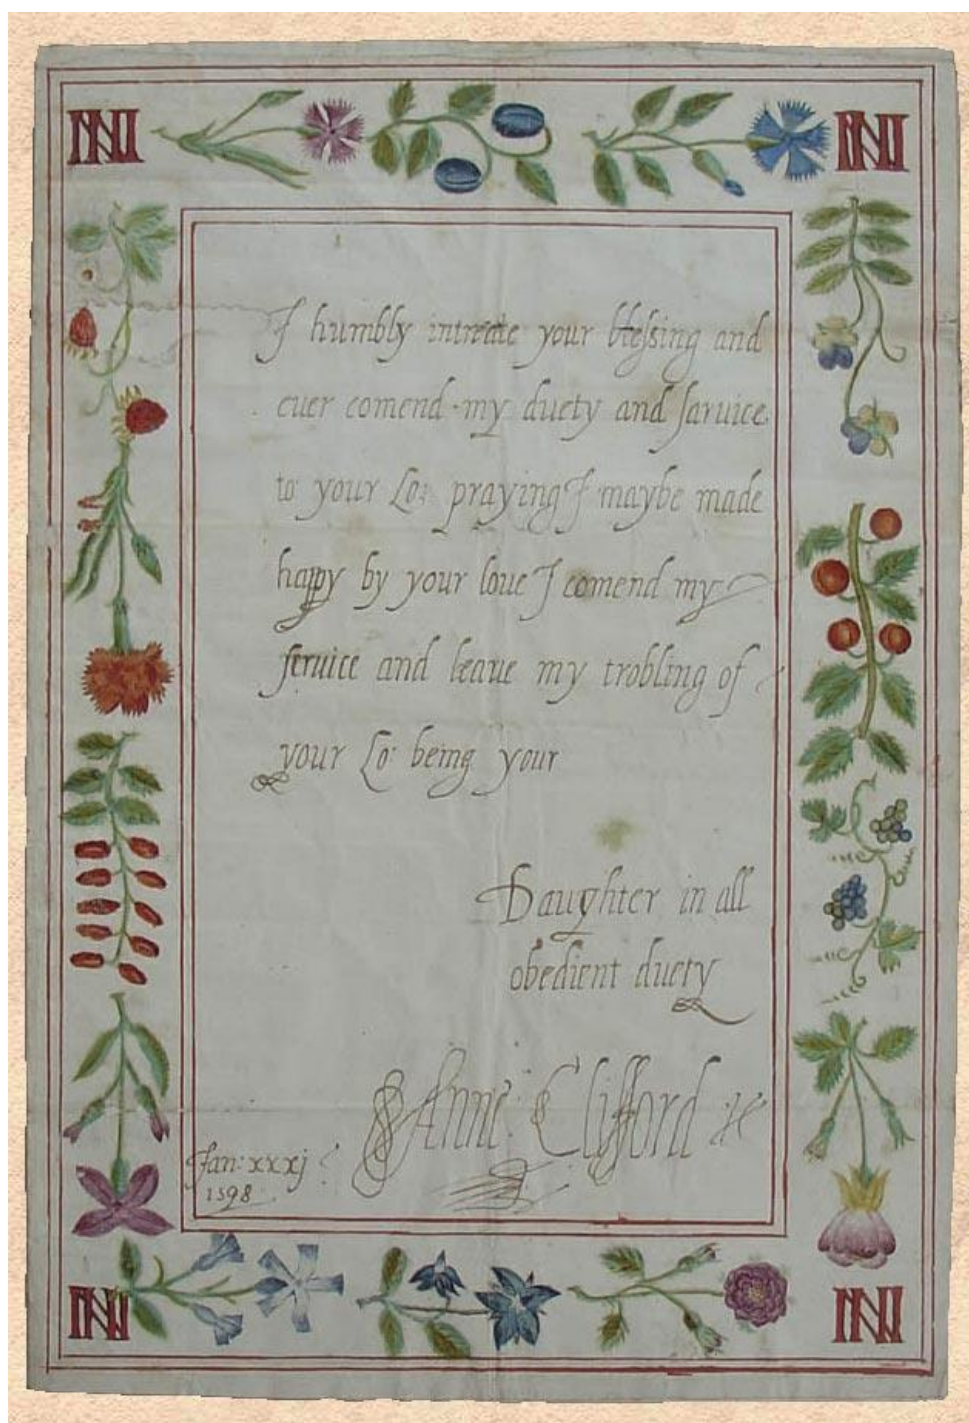 I humbly intreate your blessing and
euer comend my duety and saruice
to your Lo: praying I maybe made
happy by your loue I comend my
seruice and leaue my trobling of
your Lo: being your
Daughter in all
obedient duety
Anne Clifford
Jan: xxxj
1598